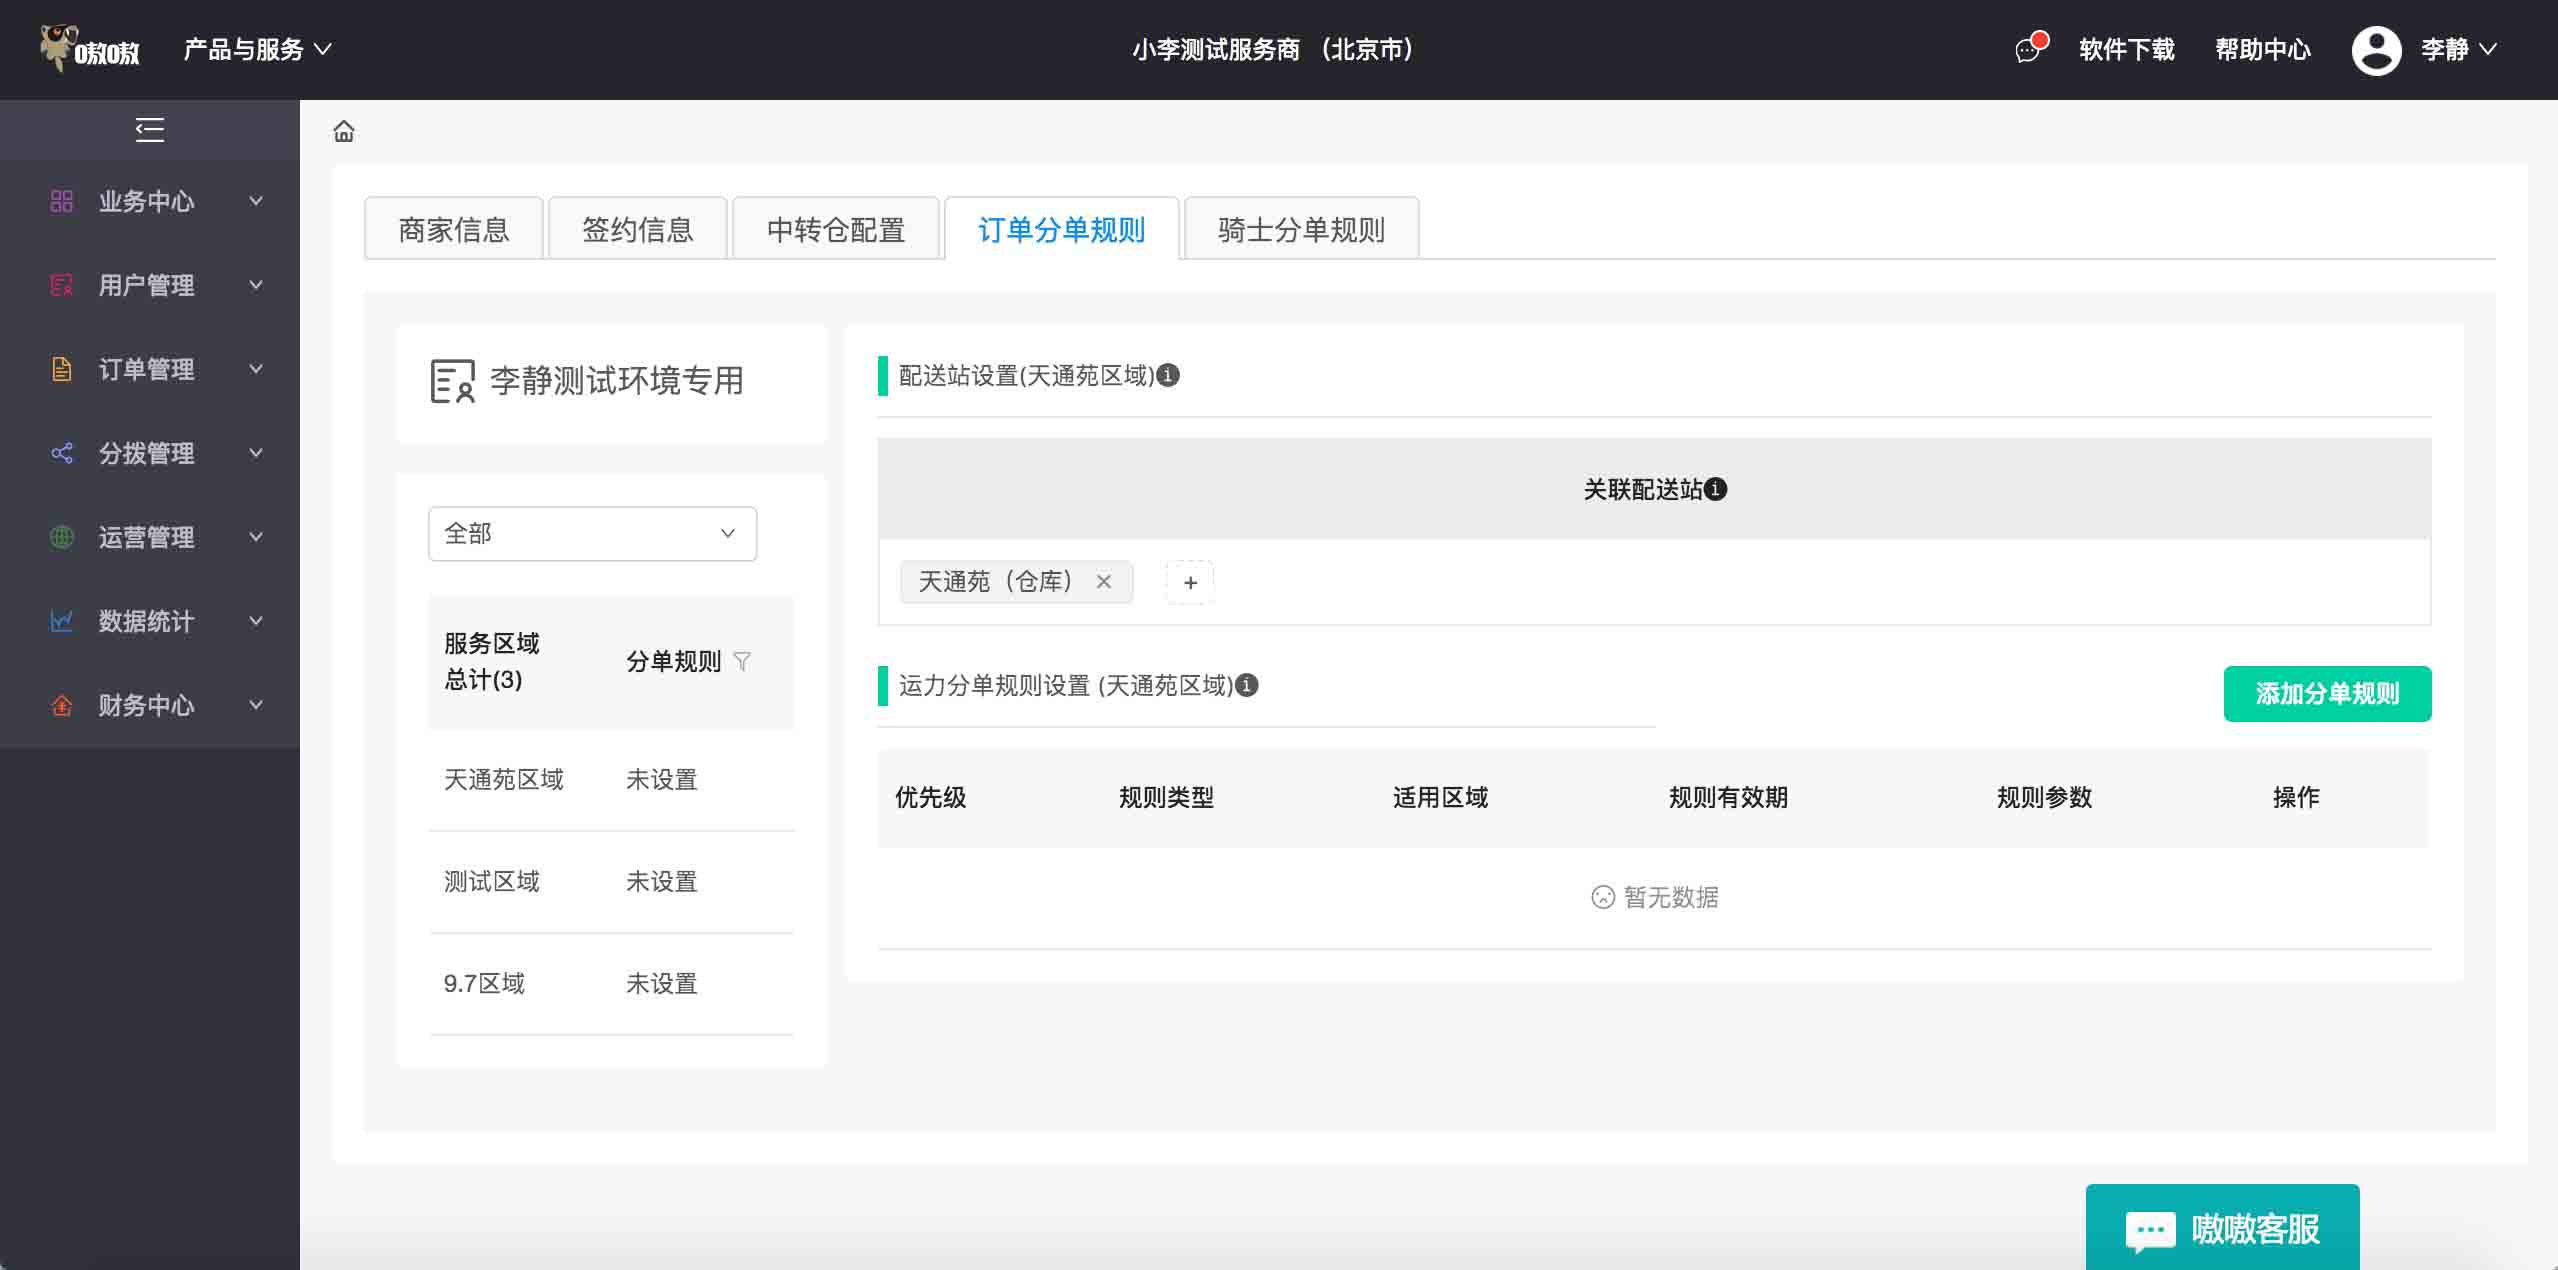 嗷嗷
产品与服务
小李测试服务商 （北京市）
软件下载
帮助中心
李静
业务中心
用户管理
订单管理
分拨管理
运营管理
数据统计
财务中心
商家信息
签约信息
中转仓配置
订单分单规则
骑士分单规则
李静测试环境专用
全部
服务区域
总计(3)
分单规则
天通苑区域 未设置
测试区域 未设置
9.7区域 未设置
配送站设置(天通苑区域)
关联配送站
天通苑（仓库） ×
+
运力分单规则设置 (天通苑区域)
添加分单规则
优先级 规则类型 适用区域 规则有效期 规则参数 操作
暂无数据
嗷嗷客服